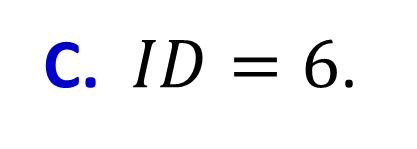 C. ID = 6.